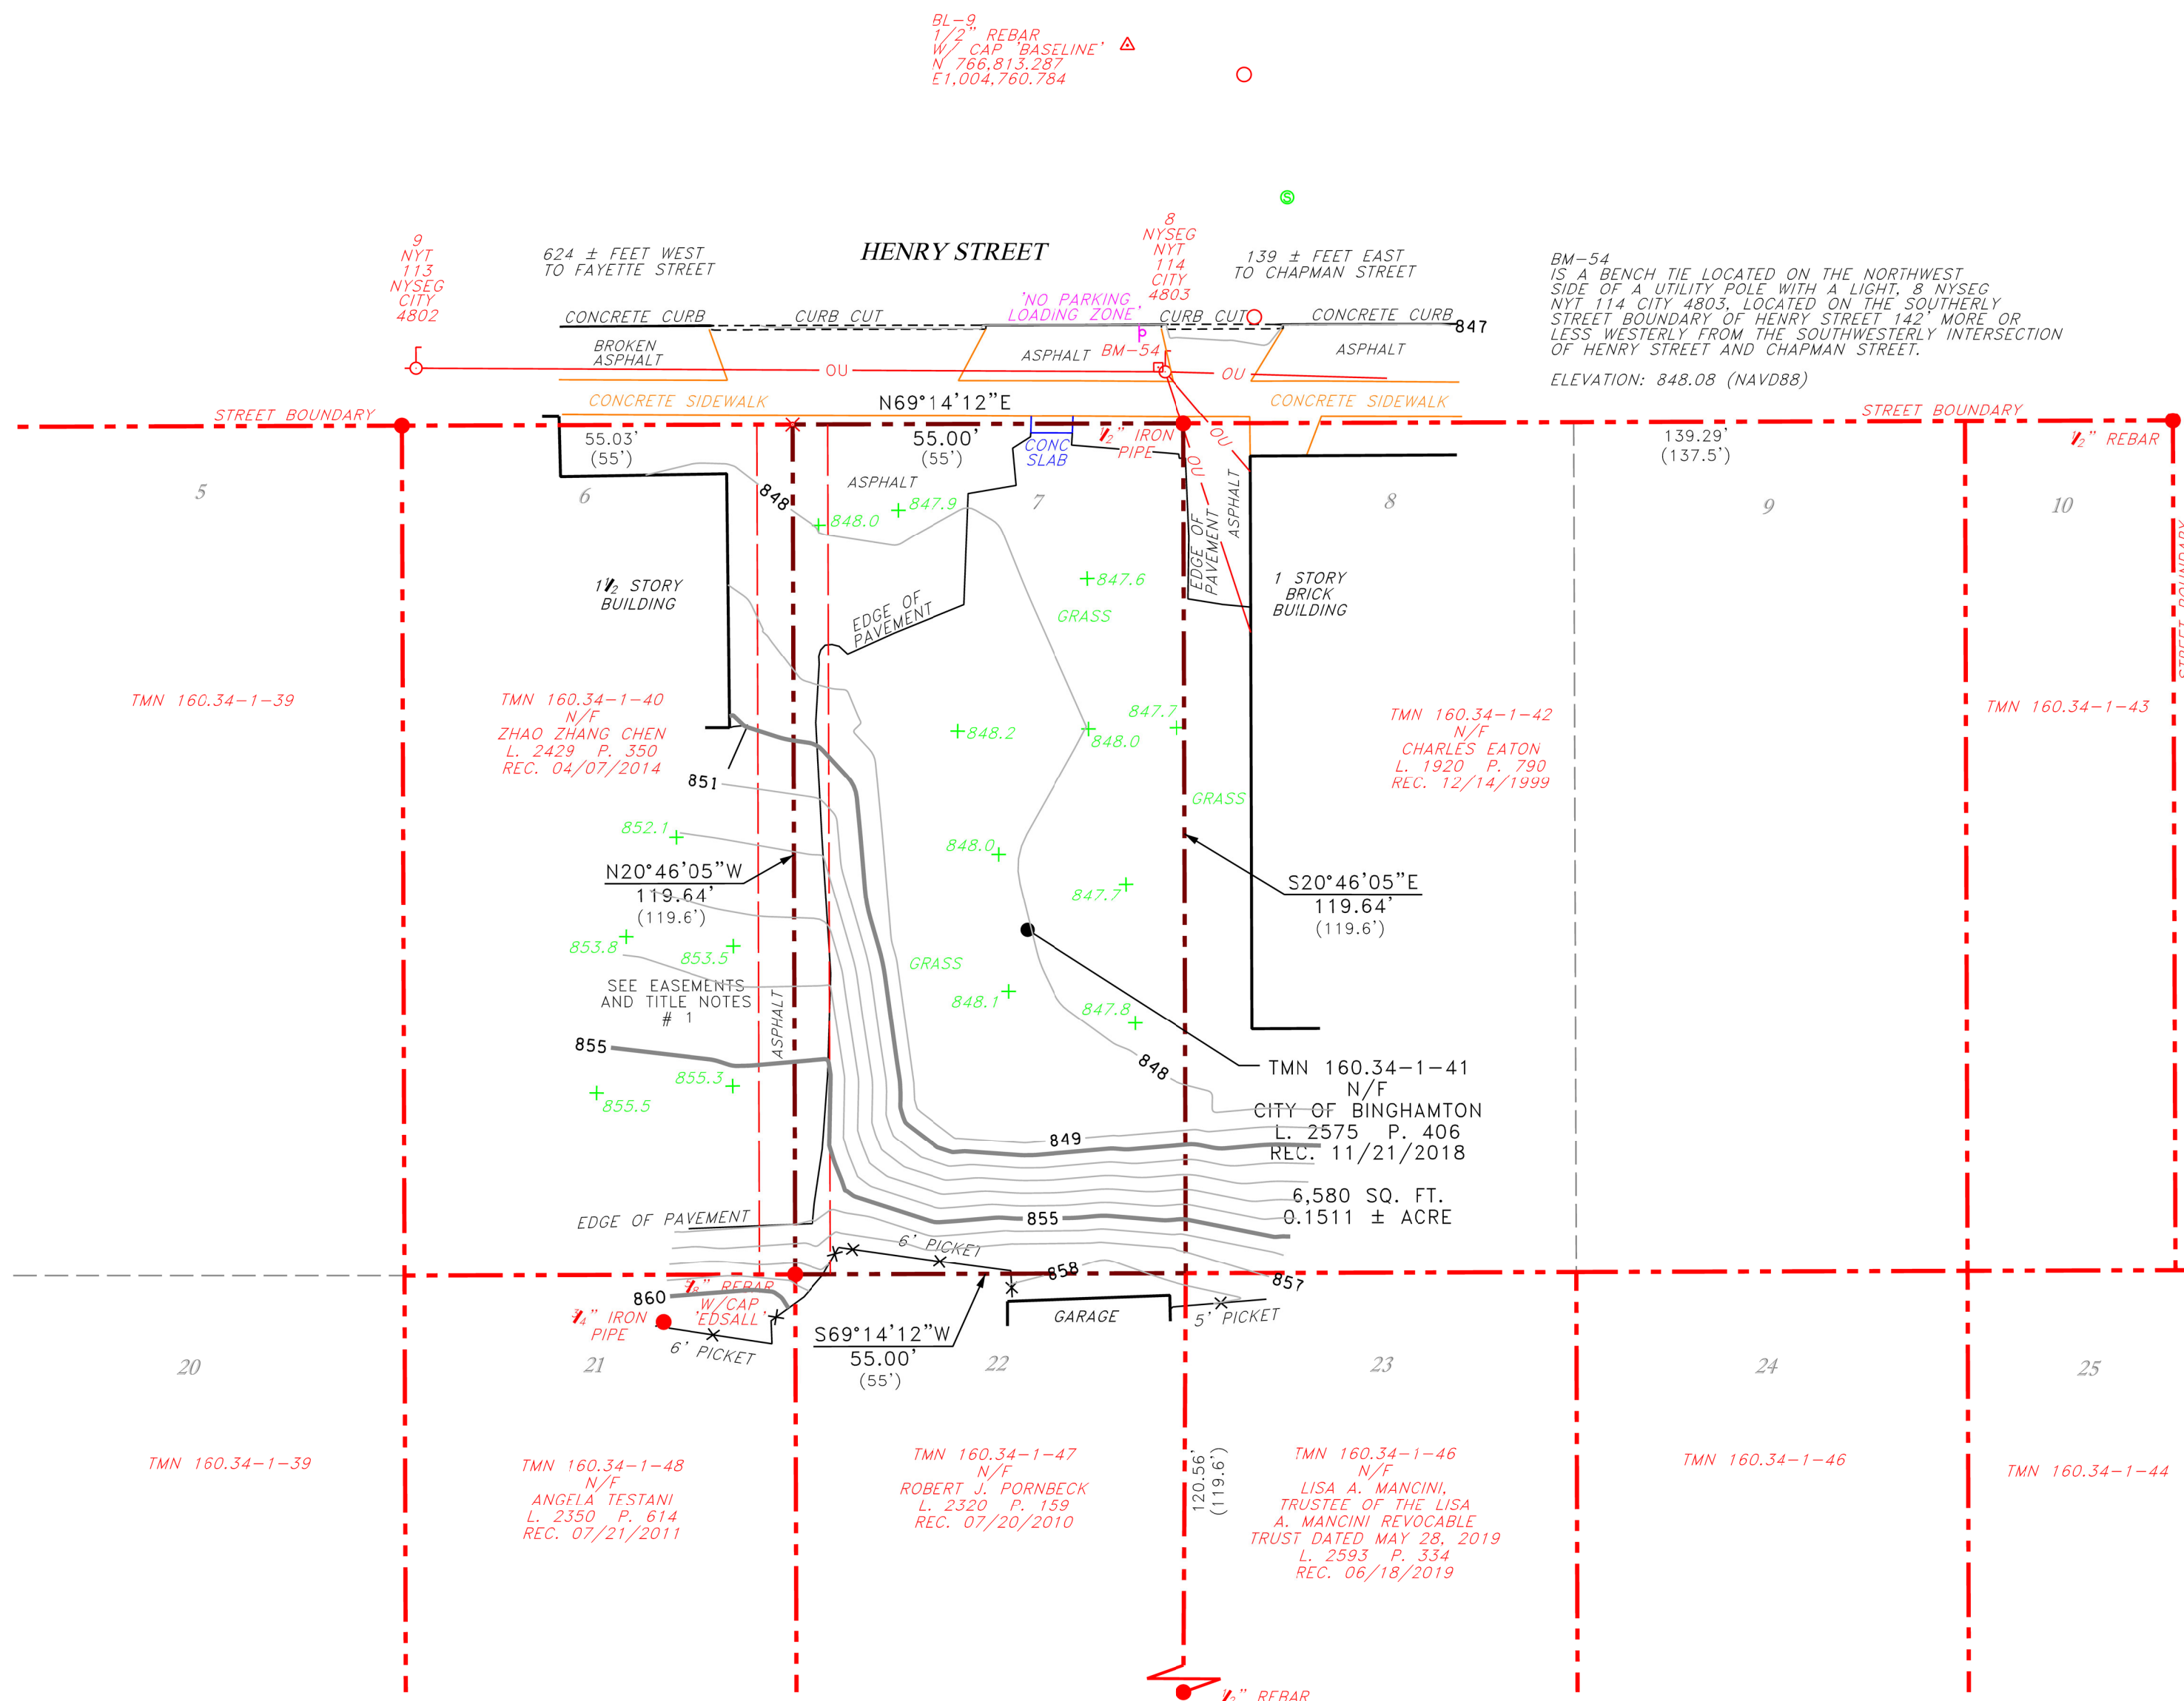 BL-9
1/2" REBAR
W/ CAP 'BASELINE'
N 766,813.287
E1,004,760.784
S
HENRY STREET
9
NYT
113
NYSEG
CITY
4802
624 ± FEET WEST
TO FAYETTE STREET
8
NYSEG
NYT
114
CITY
4803
139 ± FEET EAST
TO CHAPMAN STREET
BM-54
IS A BENCH TIE LOCATED ON THE NORTHWEST
SIDE OF A UTILITY POLE WITH A LIGHT, 8 NYSEG
NYT 114 CITY 4803, LOCATED ON THE SOUTHERLY
STREET BOUNDARY OF HENRY STREET 142' MORE OR
LESS WESTERLY FROM THE SOUTHWESTERLY INTERSECTION
OF HENRY STREET AND CHAPMAN STREET.
ELEVATION: 848.08 (NAVD88)
'NO PARKING
LOADING ZONE'
CONCRETE CURB
CURB CUT
CURB CUT
CONCRETE CURB
847
P
BROKEN
ASPHALT
ASPHALT
BM-54
ASPHALT
OU
OU
CONCRETE SIDEWALK
N69°14'12"E
CONCRETE SIDEWALK
STREET BOUNDARY
STREET BOUNDARY
55.03'
(55')
55.00'
(55')
CONC
SLAB
1/2" IRON
PIPE
OU
OU
139.29'
(137.5')
1/2" REBAR
STREET BOUNDARY
5
6
7
8
9
10
848
ASPHALT
848.0
847.9
ASPHALT
EDGE OF
PAVEMENT
1 1/2 STORY
BUILDING
847.6
GRASS
EDGE OF
PAVEMENT
1 STORY
BRICK
BUILDING
TMN 160.34-1-39
TMN 160.34-1-40
N/F
ZHAO ZHANG CHEN
L. 2429 P. 350
REC. 04/07/2014
848.2
847.7
848.0
TMN 160.34-1-42
N/F
CHARLES EATON
L. 1920 P. 790
REC. 12/14/1999
TMN 160.34-1-43
851
GRASS
852.1
848.0
N20°46'05"W
119.64'
(119.6')
847.7
S20°46'05"E
119.64'
(119.6')
853.8
853.5
GRASS
SEE EASEMENTS
AND TITLE NOTES
# 1
ASPHALT
848.1
847.8
855
855.3
855.5
848
TMN 160.34-1-41
N/F
CITY OF BINGHAMTON
L. 2575 P. 406
REC. 11/21/2018
6,580 SQ. FT.
0.1511 ± ACRE
849
855
EDGE OF PAVEMENT
6' PICKET
858
857
860
5/8" REBAR
W/CAP
'EDSALL'
3/4" IRON
PIPE
6' PICKET
GARAGE
5' PICKET
S69°14'12"W
55.00'
(55')
20
21
22
23
24
25
TMN 160.34-1-39
TMN 160.34-1-48
N/F
ANGELA TESTANI
L. 2350 P. 614
REC. 07/21/2011
TMN 160.34-1-47
N/F
ROBERT J. PORNBECK
L. 2320 P. 159
REC. 07/20/2010
120.56'
(119.6')
TMN 160.34-1-46
N/F
LISA A. MANCINI,
TRUSTEE OF THE LISA
A. MANCINI REVOCABLE
TRUST DATED MAY 28, 2019
L. 2593 P. 334
REC. 06/18/2019
TMN 160.34-1-46
TMN 160.34-1-44
1/2" REBAR